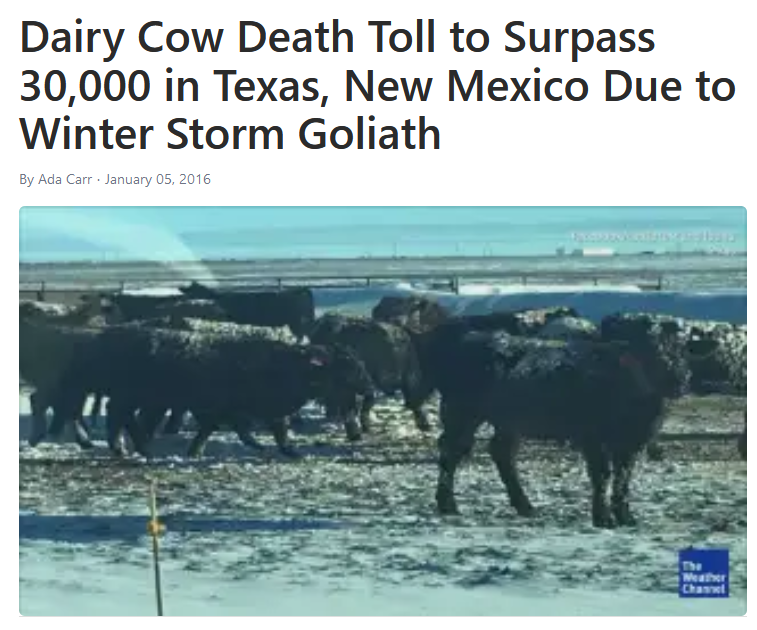 Dairy Cow Death Toll to Surpass
30,000 in Texas, New Mexico Due to
Winter Storm Goliath
By Ada Carr · January 05, 2016
The
Weather
Channel